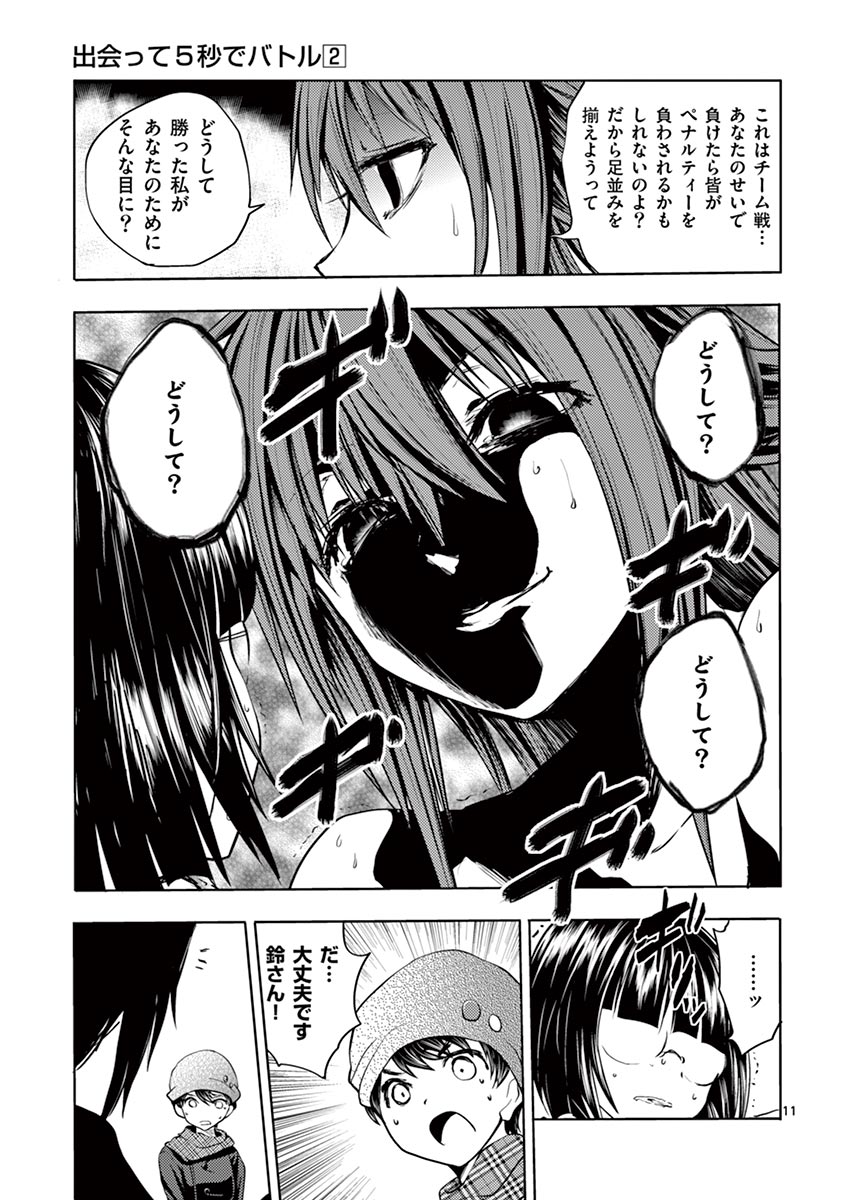 出会って5秒でバトル2
これはチーム戦…
あなたのせいで
負けたら皆が
ペナルティーを
負わされるかも
しれないのよ?
だから足並みを
揃えようって
どうして
勝った私が
あなたのために
そんな目に?
どうして?
どうして?
どうして?
ギ
ギ
ギ
ギ
ギリッ
……ッ
だ…
大丈夫です
鈴さん!
11